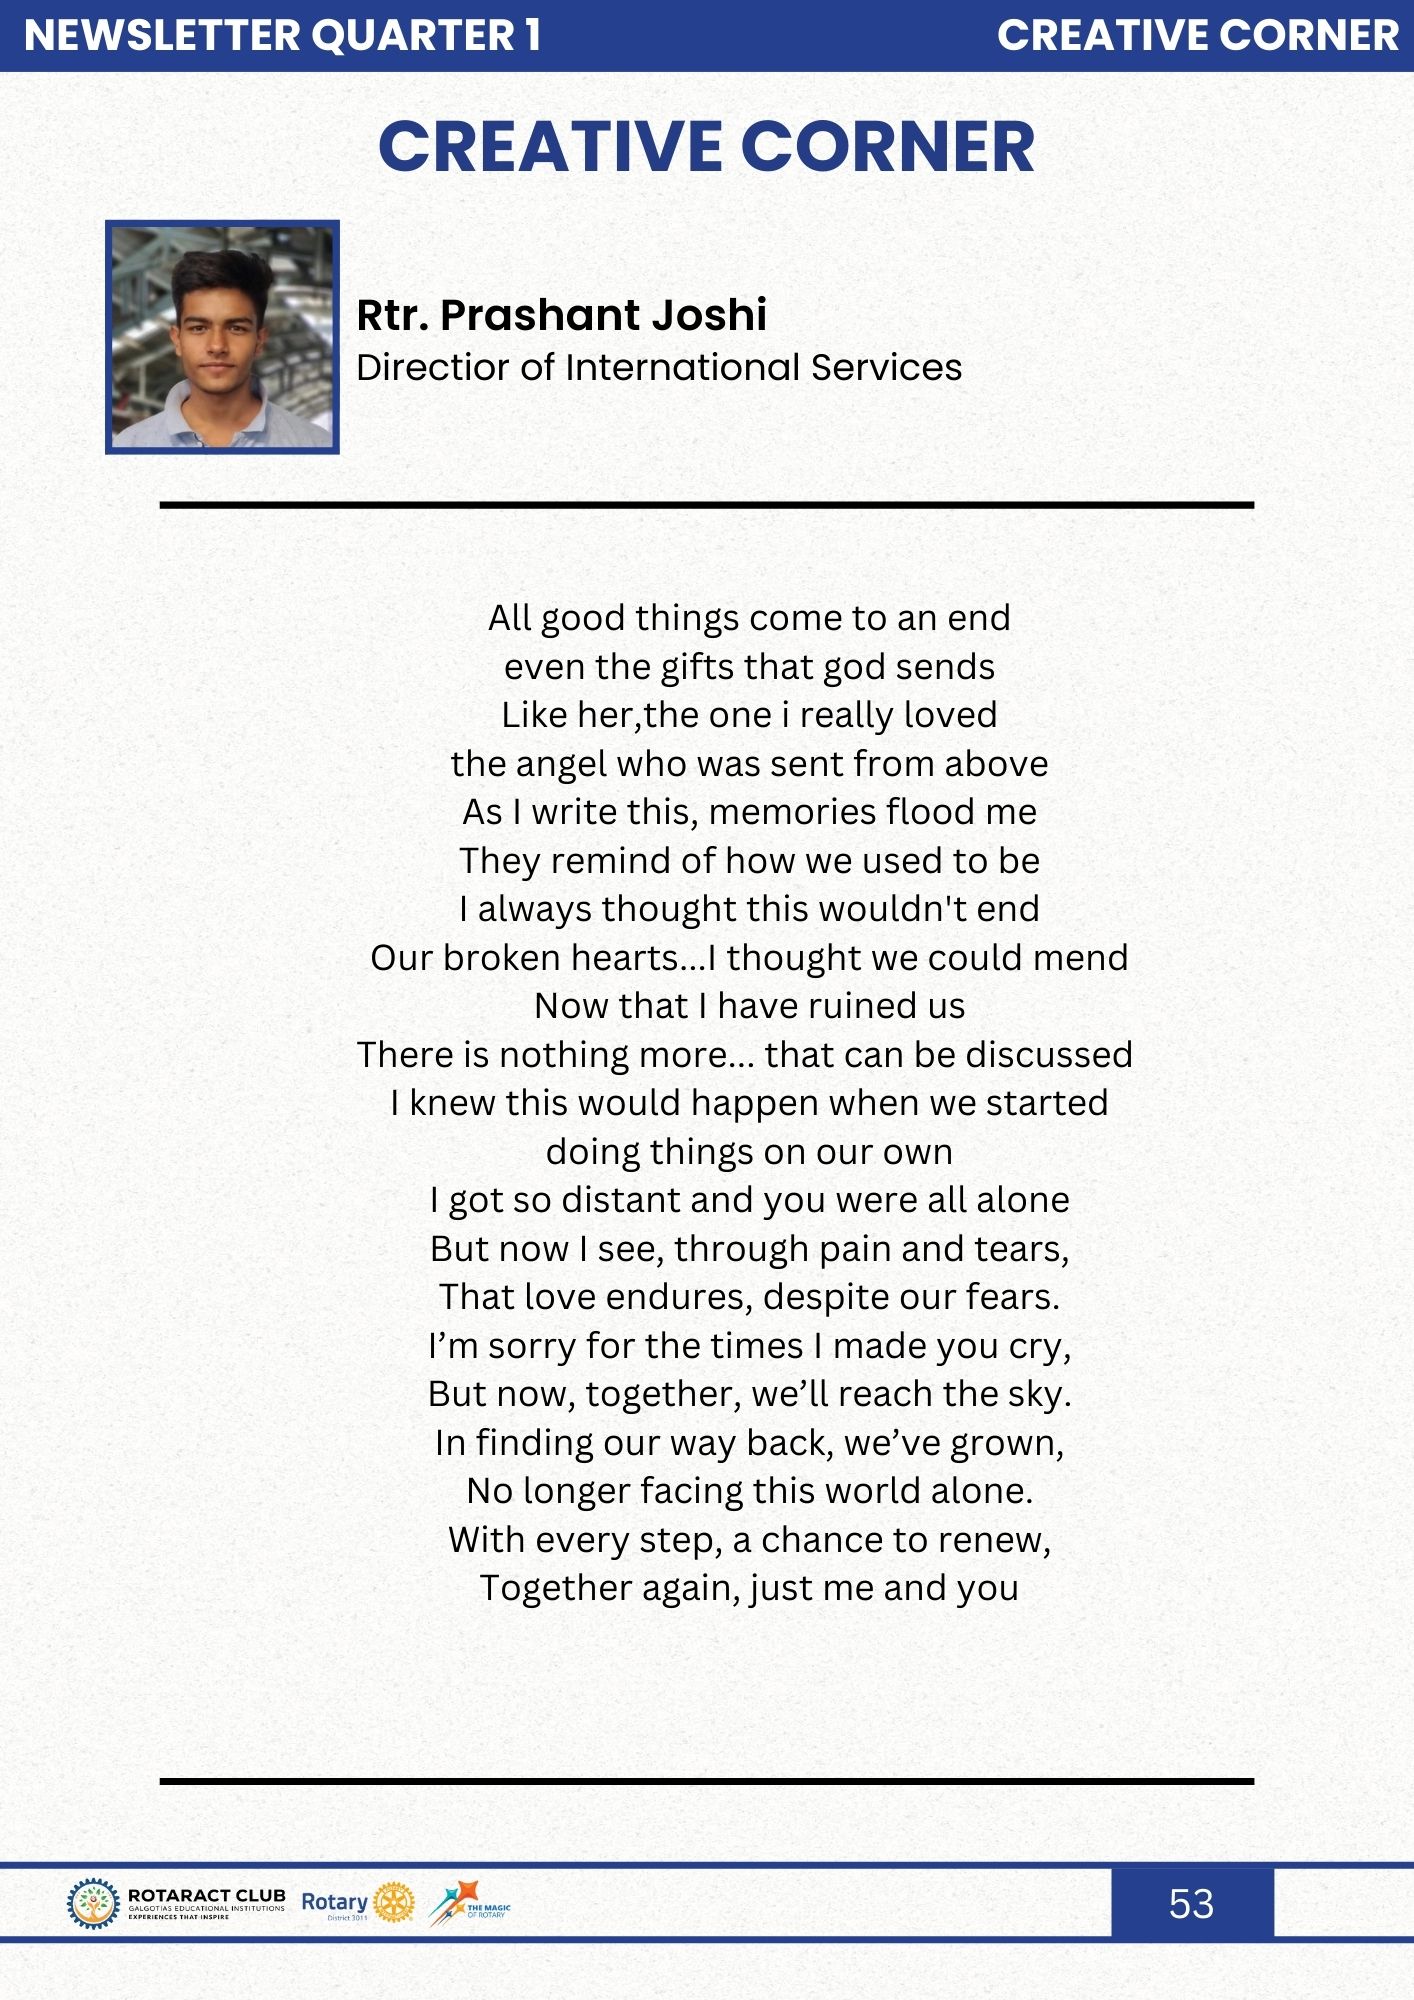 NEWSLETTER QUARTER 1
CREATIVE CORNER
CREATIVE CORNER
Rtr. Prashant Joshi
Directior of International Services
All good things come to an end
even the gifts that god sends
Like her,the one i really loved
the angel who was sent from above
As I write this, memories flood me
They remind of how we used to be
I always thought this wouldn't end
Our broken hearts...I thought we could mend
Now that I have ruined us
There is nothing more... that can be discussed
I knew this would happen when we started
doing things on our own
I got so distant and you were all alone
But now I see, through pain and tears,
That love endures, despite our fears.
I’m sorry for the times I made you cry,
But now, together, we’ll reach the sky.
In finding our way back, we’ve grown,
No longer facing this world alone.
With every step, a chance to renew,
Together again, just me and you
ROTARACT CLUB
GALGOTIAS EDUCATIONAL INSTITUTIONS
EXPERIENCES THAT INSPIRE
Rotary
District 3011
THE MAGIC
OF ROTARY
53